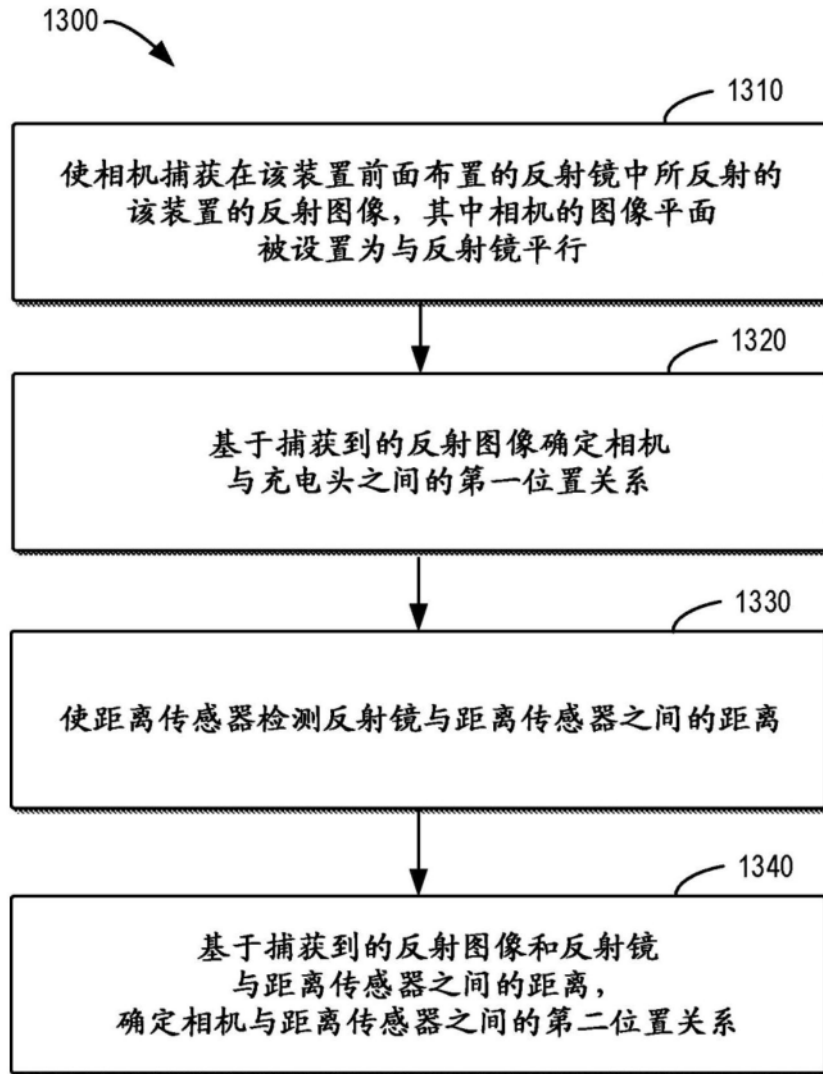 1300
1310
使相机捕获在该装置前面布置的反射镜中所反射的
该装置的反射图像，其中相机的图像平面
被设置为与反射镜平行
1320
基于捕获到的反射图像确定相机
与充电头之间的第一位置关系
1330
使距离传感器检测反射镜与距离传感器之间的距离
1340
基于捕获到的反射图像和反射镜
与距离传感器之间的距离，
确定相机与距离传感器之间的第二位置关系